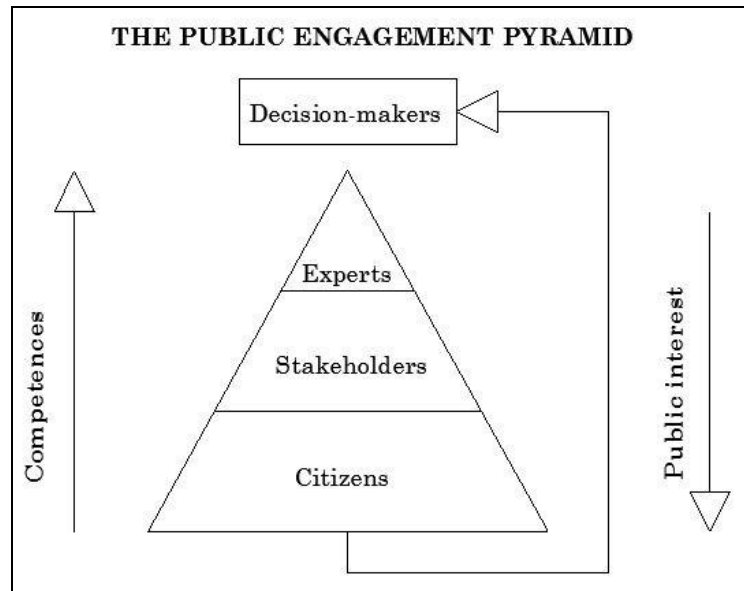 THE PUBLIC ENGAGEMENT PYRAMID
Decision-makers
Experts
Stakeholders
Citizens
Competences
Public interest